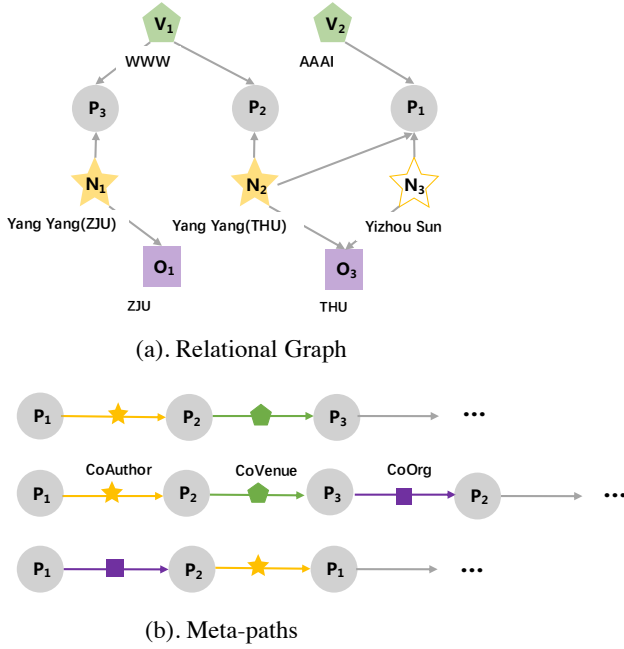 V₁ V₂
WWW AAAI
P₃ P₂ P₁
N₁ N₂ N₃
Yang Yang(ZJU) Yang Yang(THU) Yizhou Sun
O₁ O₃
ZJU THU
(a). Relational Graph
P₁ P₂ P₃ ...
CoAuthor CoVenue CoOrg
P₁ P₂ P₃ P₂ ...
P₁ P₂ P₁ ...
(b). Meta-paths